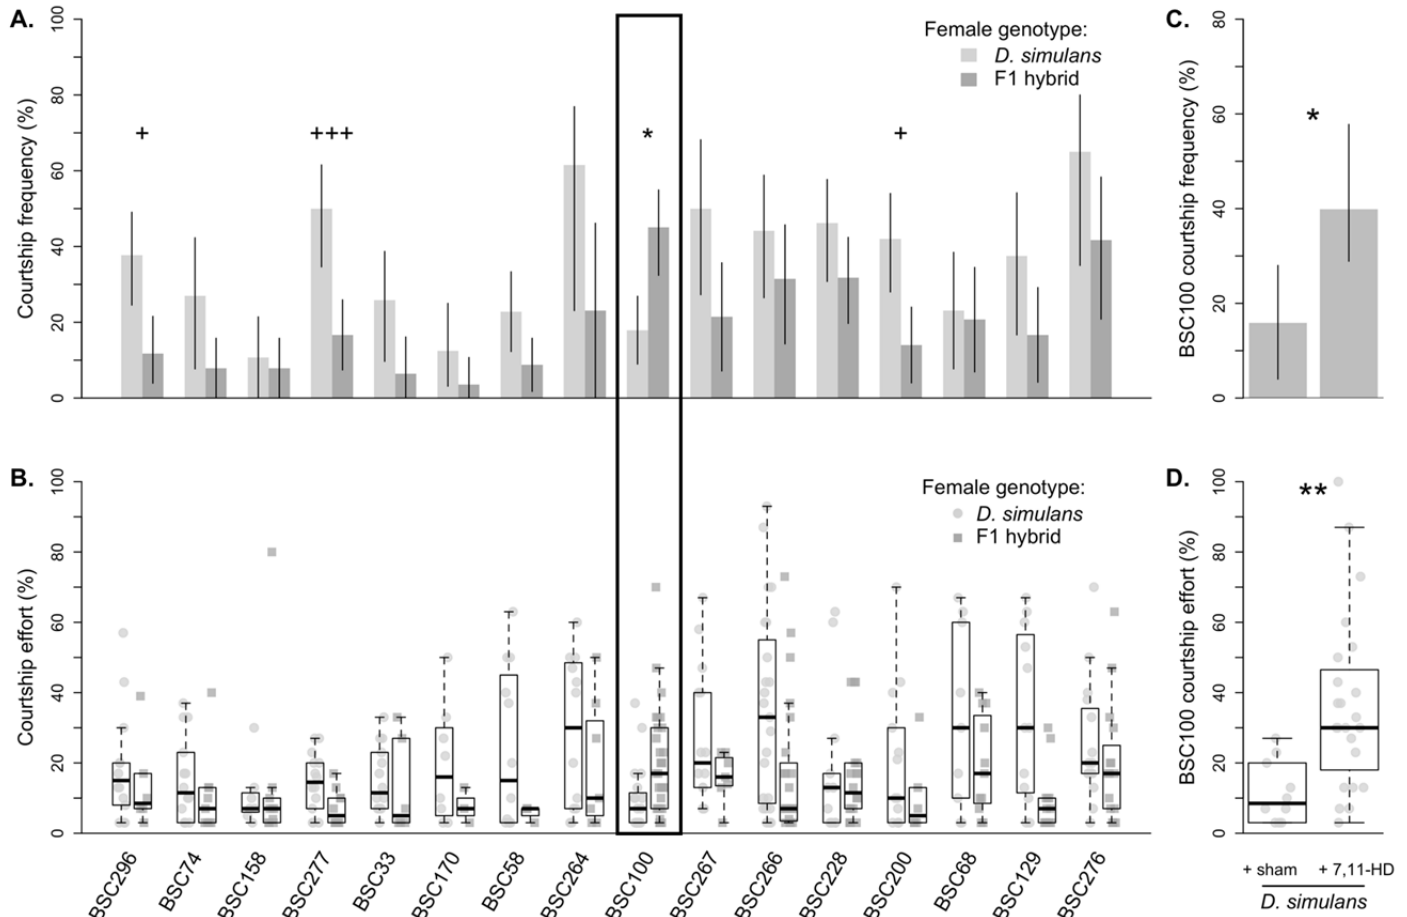 A.
Courtship frequency (%)
0
20
40
60
80
100
+
+++
*
+
Female genotype:
D. simulans
F1 hybrid
C.
BSC100 courtship frequency (%)
0
20
40
60
80
*
B.
Courtship effort (%)
0
20
40
60
80
100
Female genotype:
D. simulans
F1 hybrid
BSC296
BSC74
BSC158
BSC277
BSC33
BSC170
BSC58
BSC264
BSC100
BSC267
BSC266
BSC228
BSC200
BSC68
BSC129
BSC276
D.
BSC100 courtship effort (%)
0
20
40
60
80
100
**
+ sham
+ 7,11-HD
D. simulans